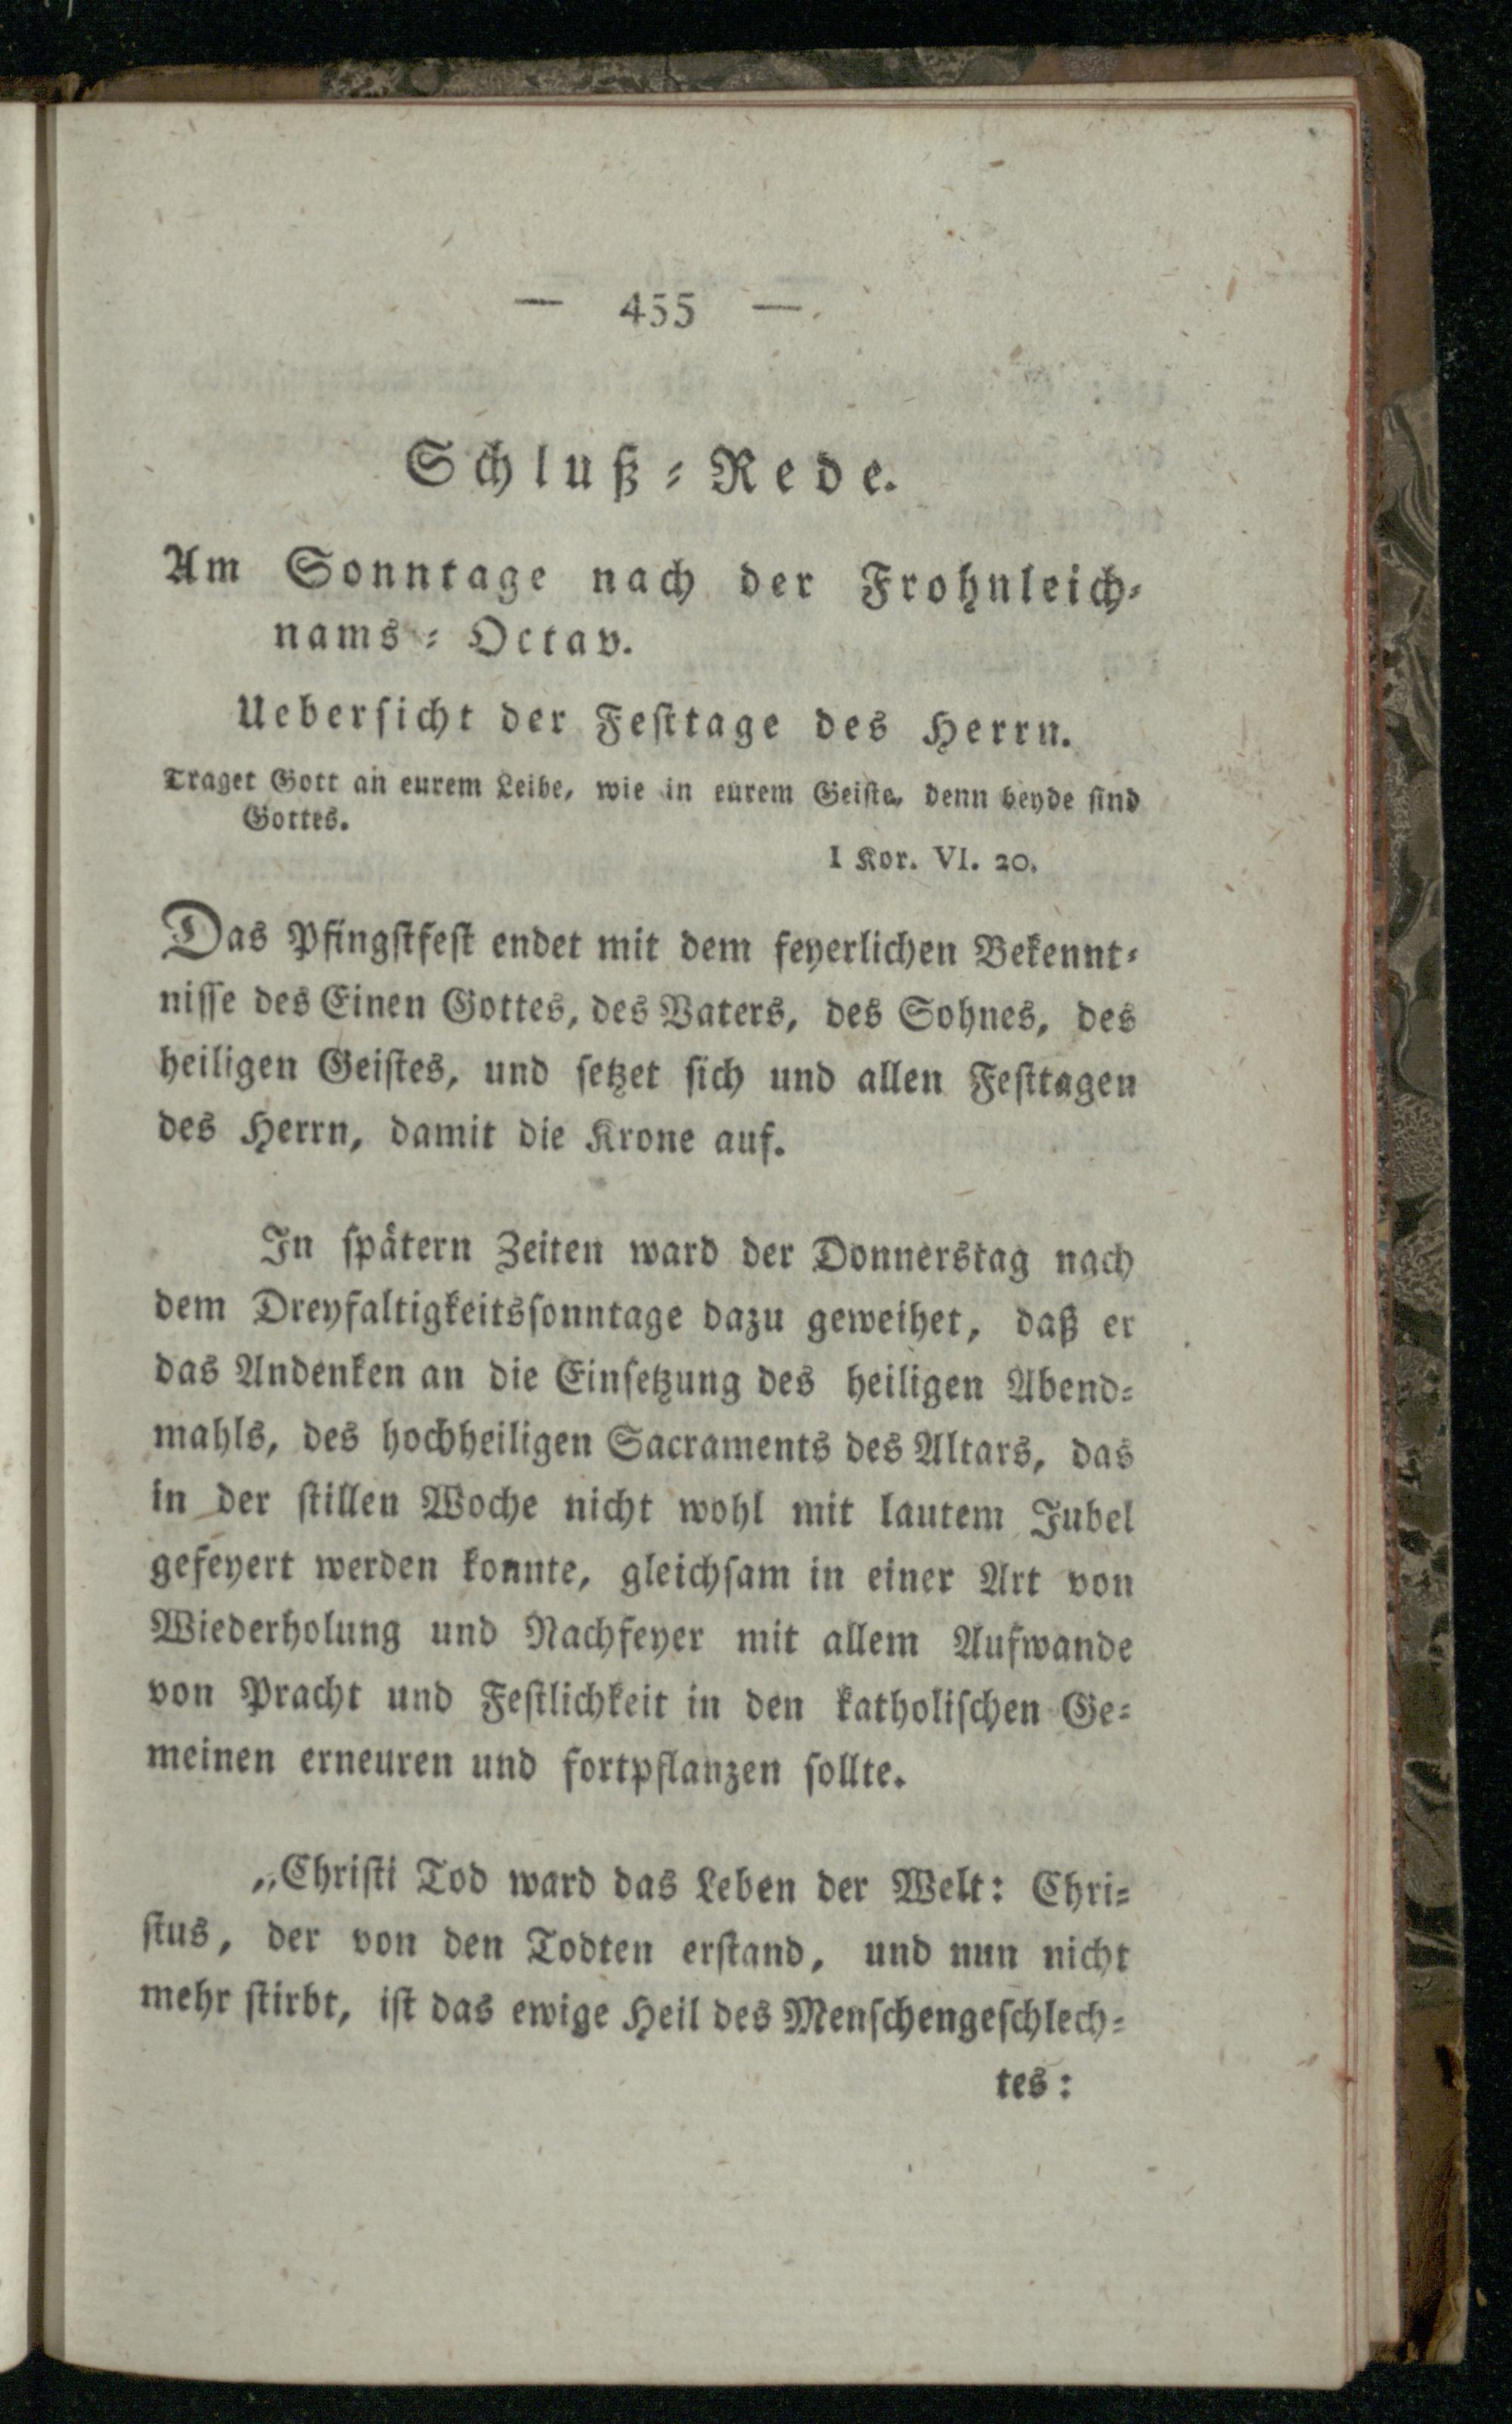 — 455 —
Schluß-Rede.
Am Sonntage nach der Frohnleich-
nams-Octav.
Uebersicht der Festtage des Herrn.
Traget Gott an eurem Leibe, wie in eurem Geiste, denn beyde sind
Gottes.
I Kor. VI. 20.
Das Pfingstfest endet mit dem feyerlichen Bekennt-
nisse des Einen Gottes, des Vaters, des Sohnes, des
heiligen Geistes, und setzet sich und allen Festtagen
des Herrn, damit die Krone auf.
In spätern Zeiten ward der Donnerstag nach
dem Dreyfaltigkeitssonntage dazu geweihet, daß er
das Andenken an die Einsetzung des heiligen Abend-
mahls, des hochheiligen Sacraments des Altars, das
in der stillen Woche nicht wohl mit lautem Jubel
gefeyert werden konnte, gleichsam in einer Art von
Wiederholung und Nachfeyer mit allem Aufwande
von Pracht und Festlichkeit in den katholischen Ge-
meinen erneuren und fortpflanzen sollte.
„Christi Tod ward das Leben der Welt: Chri-
stus, der von den Todten erstand, und nun nicht
mehr stirbt, ist das ewige Heil des Menschengeschlech-
tes: